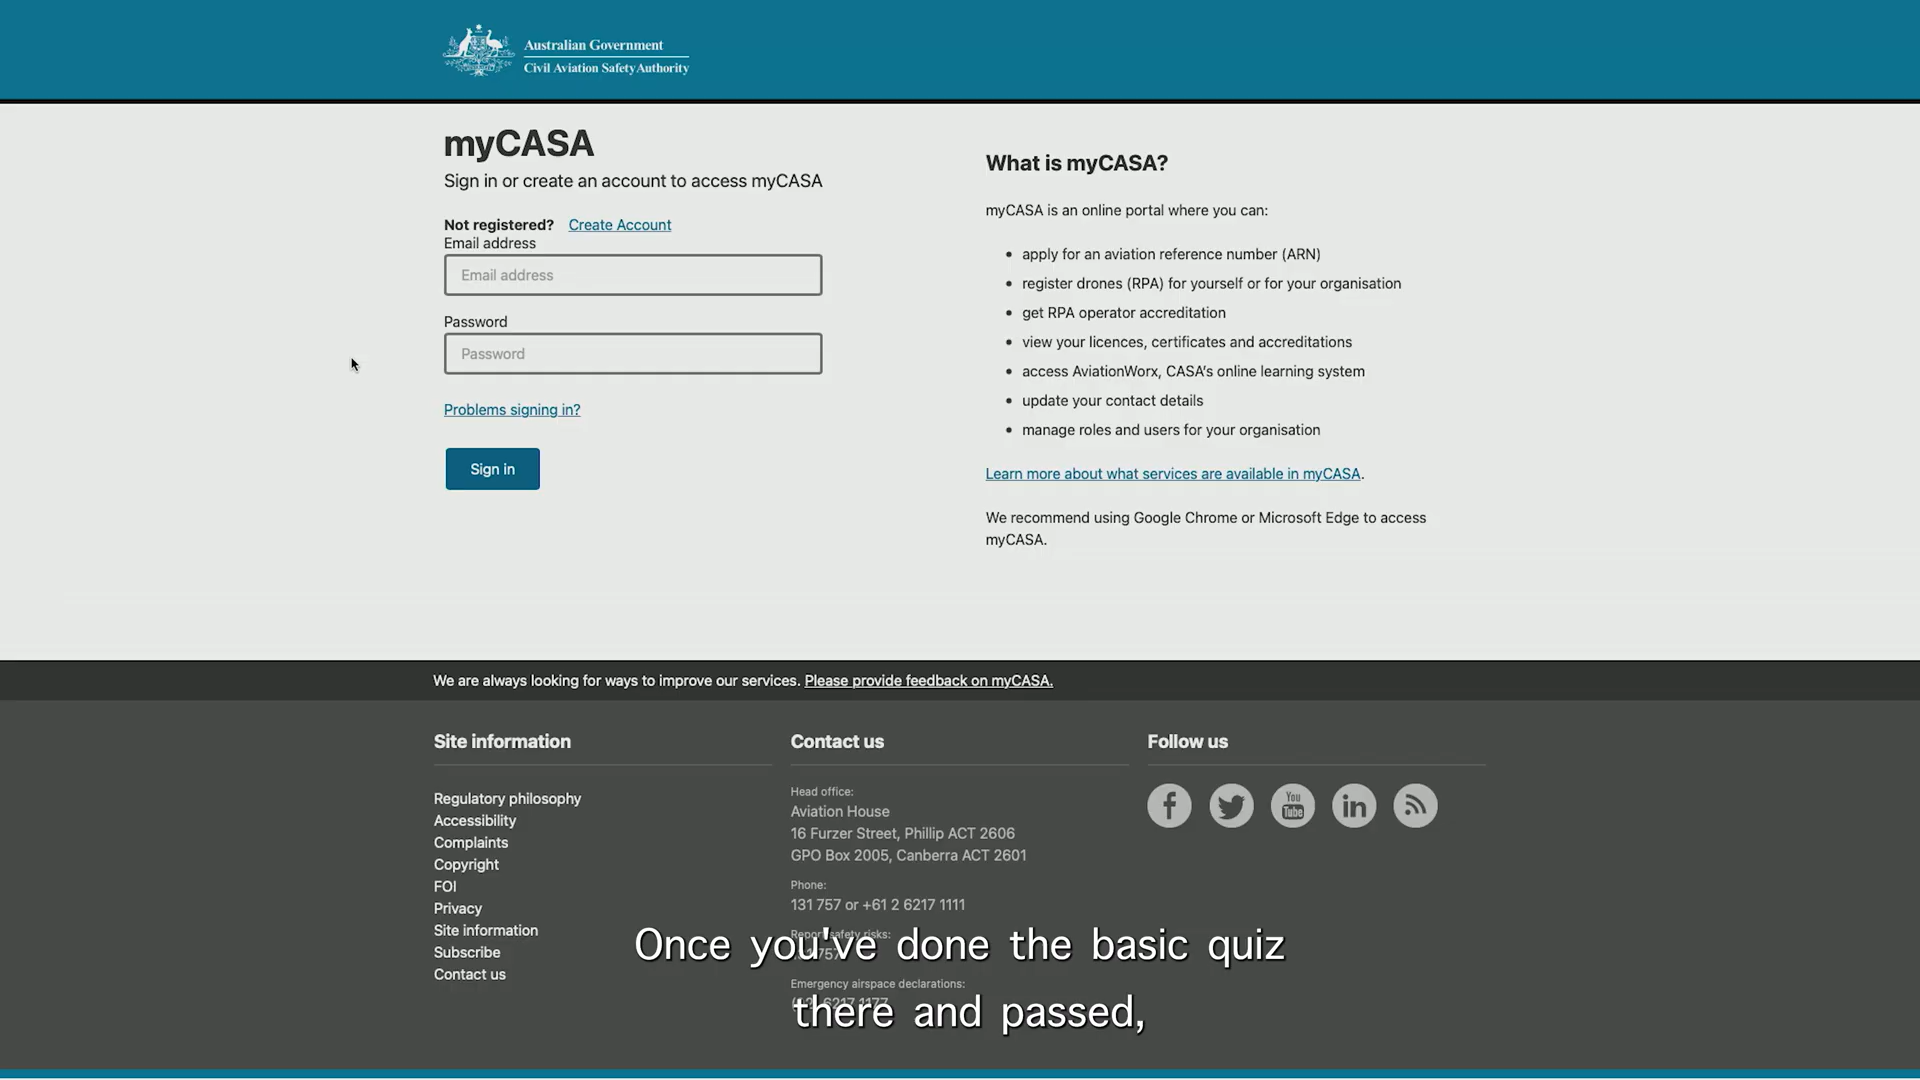 Australian Government
Civil Aviation Safety Authority
myCASA
Sign in or create an account to access myCASA
Not registered? Create Account
Email address
Email address
Password
Password
Problems signing in?
Sign in
What is myCASA?
myCASA is an online portal where you can:
apply for an aviation reference number (ARN)
register drones (RPA) for yourself or for your organisation
get RPA operator accreditation
view your licences, certificates and accreditations
access AviationWorx, CASA's online learning system
update your contact details
manage roles and users for your organisation
Learn more about what services are available in myCASA.
We recommend using Google Chrome or Microsoft Edge to access
myCASA.
We are always looking for ways to improve our services. Please provide feedback on myCASA.
Site information
Regulatory philosophy
Accessibility
Complaints
Copyright
FOI
Privacy
Site information
Subscribe
Contact us
Contact us
Head office:
Aviation House
16 Furzer Street, Phillip ACT 2606
GPO Box 2005, Canberra ACT 2601
Phone:
131 757 or +61 2 6217 1111
Report safety risks:
Emergency airspace declarations:
6217 1177
Follow us
You
Tube
in
Once you've done the basic quiz
there and passed,